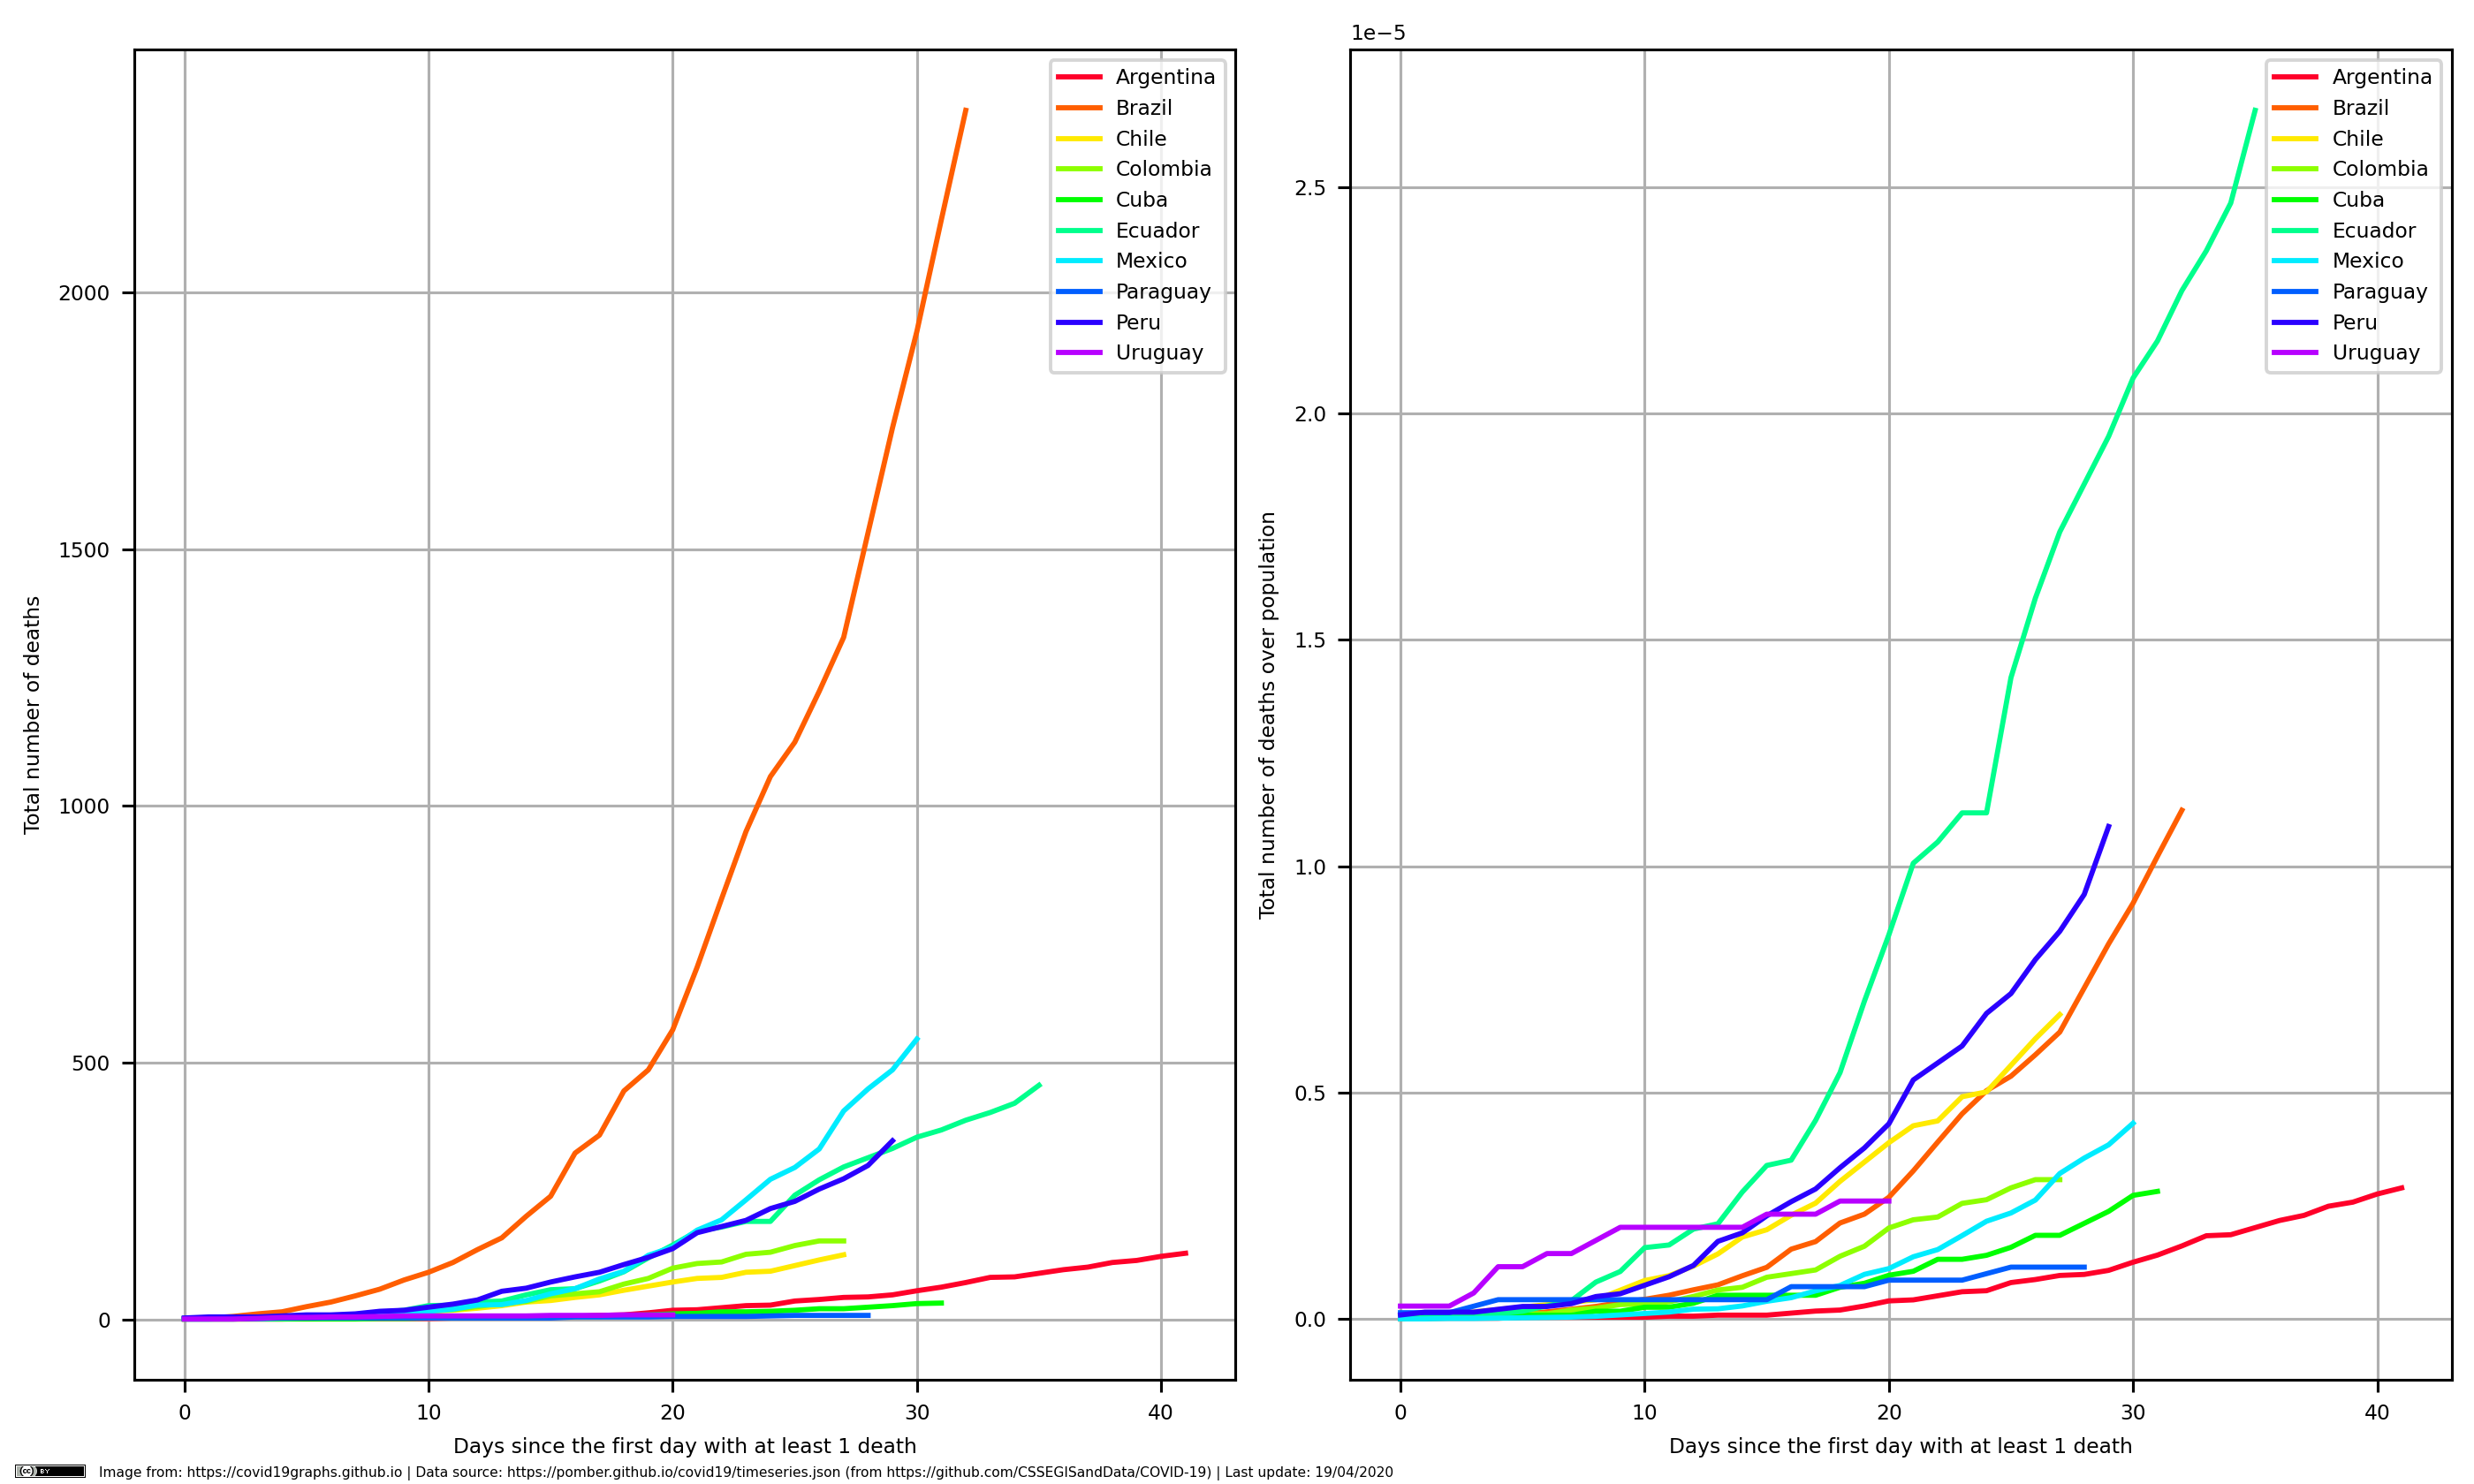 Total number of deaths
2000
1500
1000
500
0
0 10 20 30 40
Days since the first day with at least 1 death
Argentina
Brazil
Chile
Colombia
Cuba
Ecuador
Mexico
Paraguay
Peru
Uruguay
1e−5
Total number of deaths over population
2.5
2.0
1.5
1.0
0.5
0.0
0 10 20 30 40
Days since the first day with at least 1 death
Argentina
Brazil
Chile
Colombia
Cuba
Ecuador
Mexico
Paraguay
Peru
Uruguay
(cc) BY
Image from: https://covid19graphs.github.io | Data source: https://pomber.github.io/covid19/timeseries.json (from https://github.com/CSSEGISandData/COVID-19) | Last update: 19/04/2020